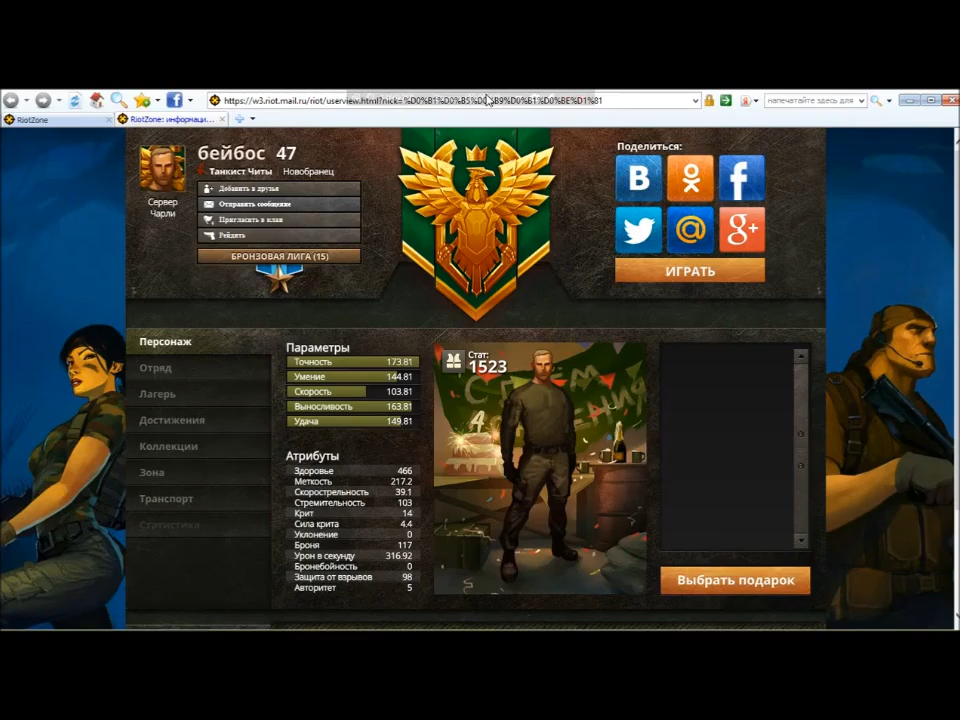 https://w3.riot.mail.ru/riot/userview.html?nick=%D0%B1%D0%B5%D0%B9%D0%B1%D0%BE%D1%81
напечатайте здесь для
RiotZone
RiotZone: информаци...
бейбос 47
Танкист Читы Новобранец
Сервер
Чарли
Добавить в друзья
Отправить сообщение
Пригласить в клан
Рейдить
БРОНЗОВАЯ ЛИГА (15)
Поделиться:
В
f
@
g+
ИГРАТЬ
Персонаж
Отряд
Лагерь
Достижения
Коллекции
Зона
Транспорт
Статистика
Параметры
Точность 173.81
Умение 144.81
Скорость 103.81
Выносливость 163.81
Удача 149.81
Атрибуты
Здоровье 466
Меткость 217.2
Скорострельность 39.1
Стремительность 103
Крит 14
Сила крита 4.4
Уклонение 0
Броня 117
Урон в секунду 316.92
Бронебойность 0
Защита от взрывов 98
Авторитет 5
Стат:
1523
4
Выбрать подарок